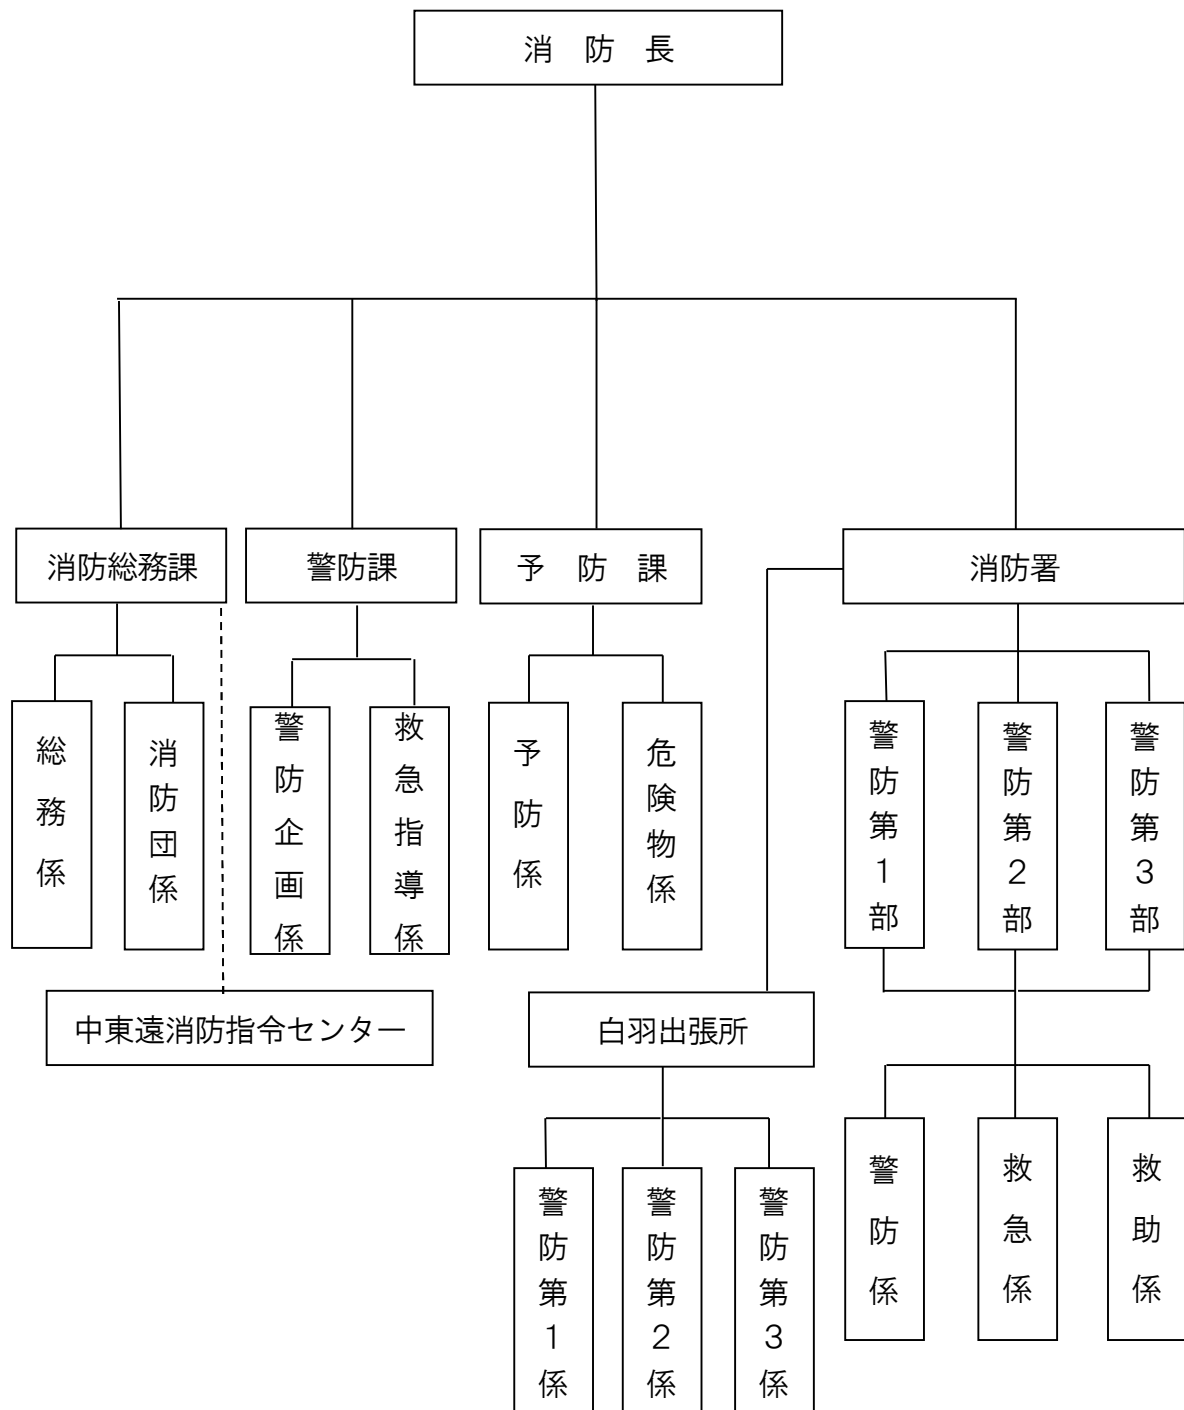 消　防　長
消防総務課
警防課
予　防　課
消防署
総務係
消防団係
警防企画係
救急指導係
予防係
危険物係
警防第１部
警防第２部
警防第３部
中東遠消防指令センター
白羽出張所
警防第１係
警防第２係
警防第３係
警防係
救急係
救助係